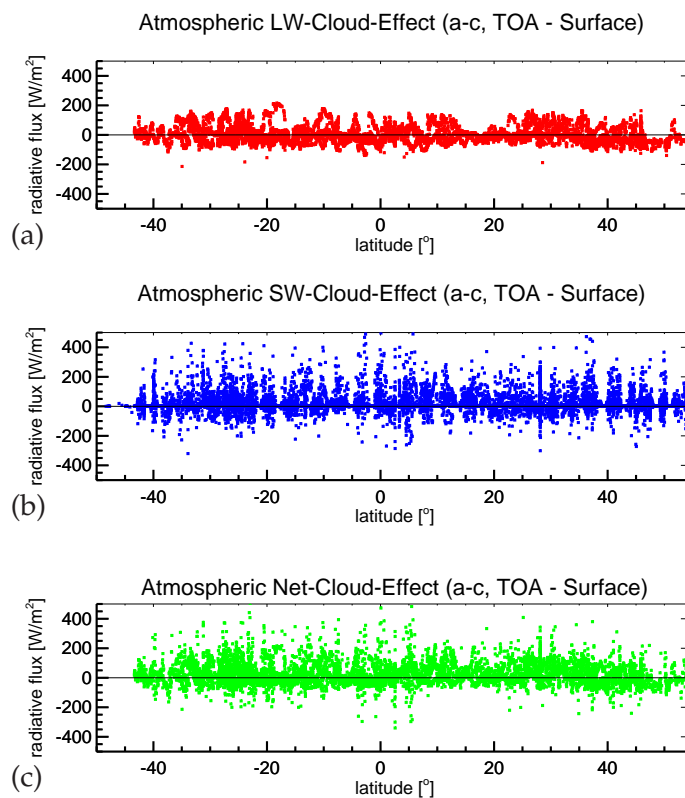 Atmospheric LW-Cloud-Effect (a-c, TOA - Surface)
radiative flux [W/m²]
400
200
0
-200
-400
-40 -20 0 20 40
latitude [°]
(a)
Atmospheric SW-Cloud-Effect (a-c, TOA - Surface)
radiative flux [W/m²]
400
200
0
-200
-400
-40 -20 0 20 40
latitude [°]
(b)
Atmospheric Net-Cloud-Effect (a-c, TOA - Surface)
radiative flux [W/m²]
400
200
0
-200
-400
-40 -20 0 20 40
latitude [°]
(c)